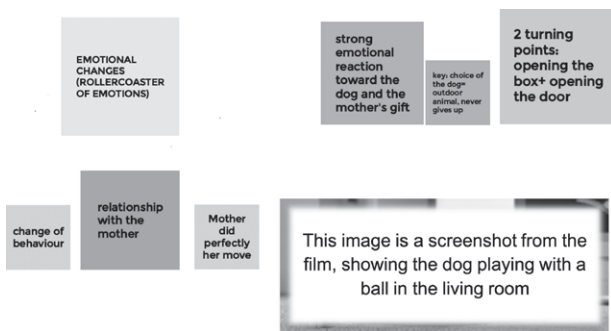 EMOTIONAL
CHANGES
(ROLLERCOASTER
OF EMOTIONS)
strong
emotional
reaction
toward the
dog and the
mother's gift
key: choice of
the dog=
outdoor
animal, never
gives up
2 turning
points:
opening the
box+ opening
the door
change of
behaviour
relationship
with the
mother
Mother
did
perfectly
her move
This image is a screenshot from the
film, showing the dog playing with a
ball in the living room